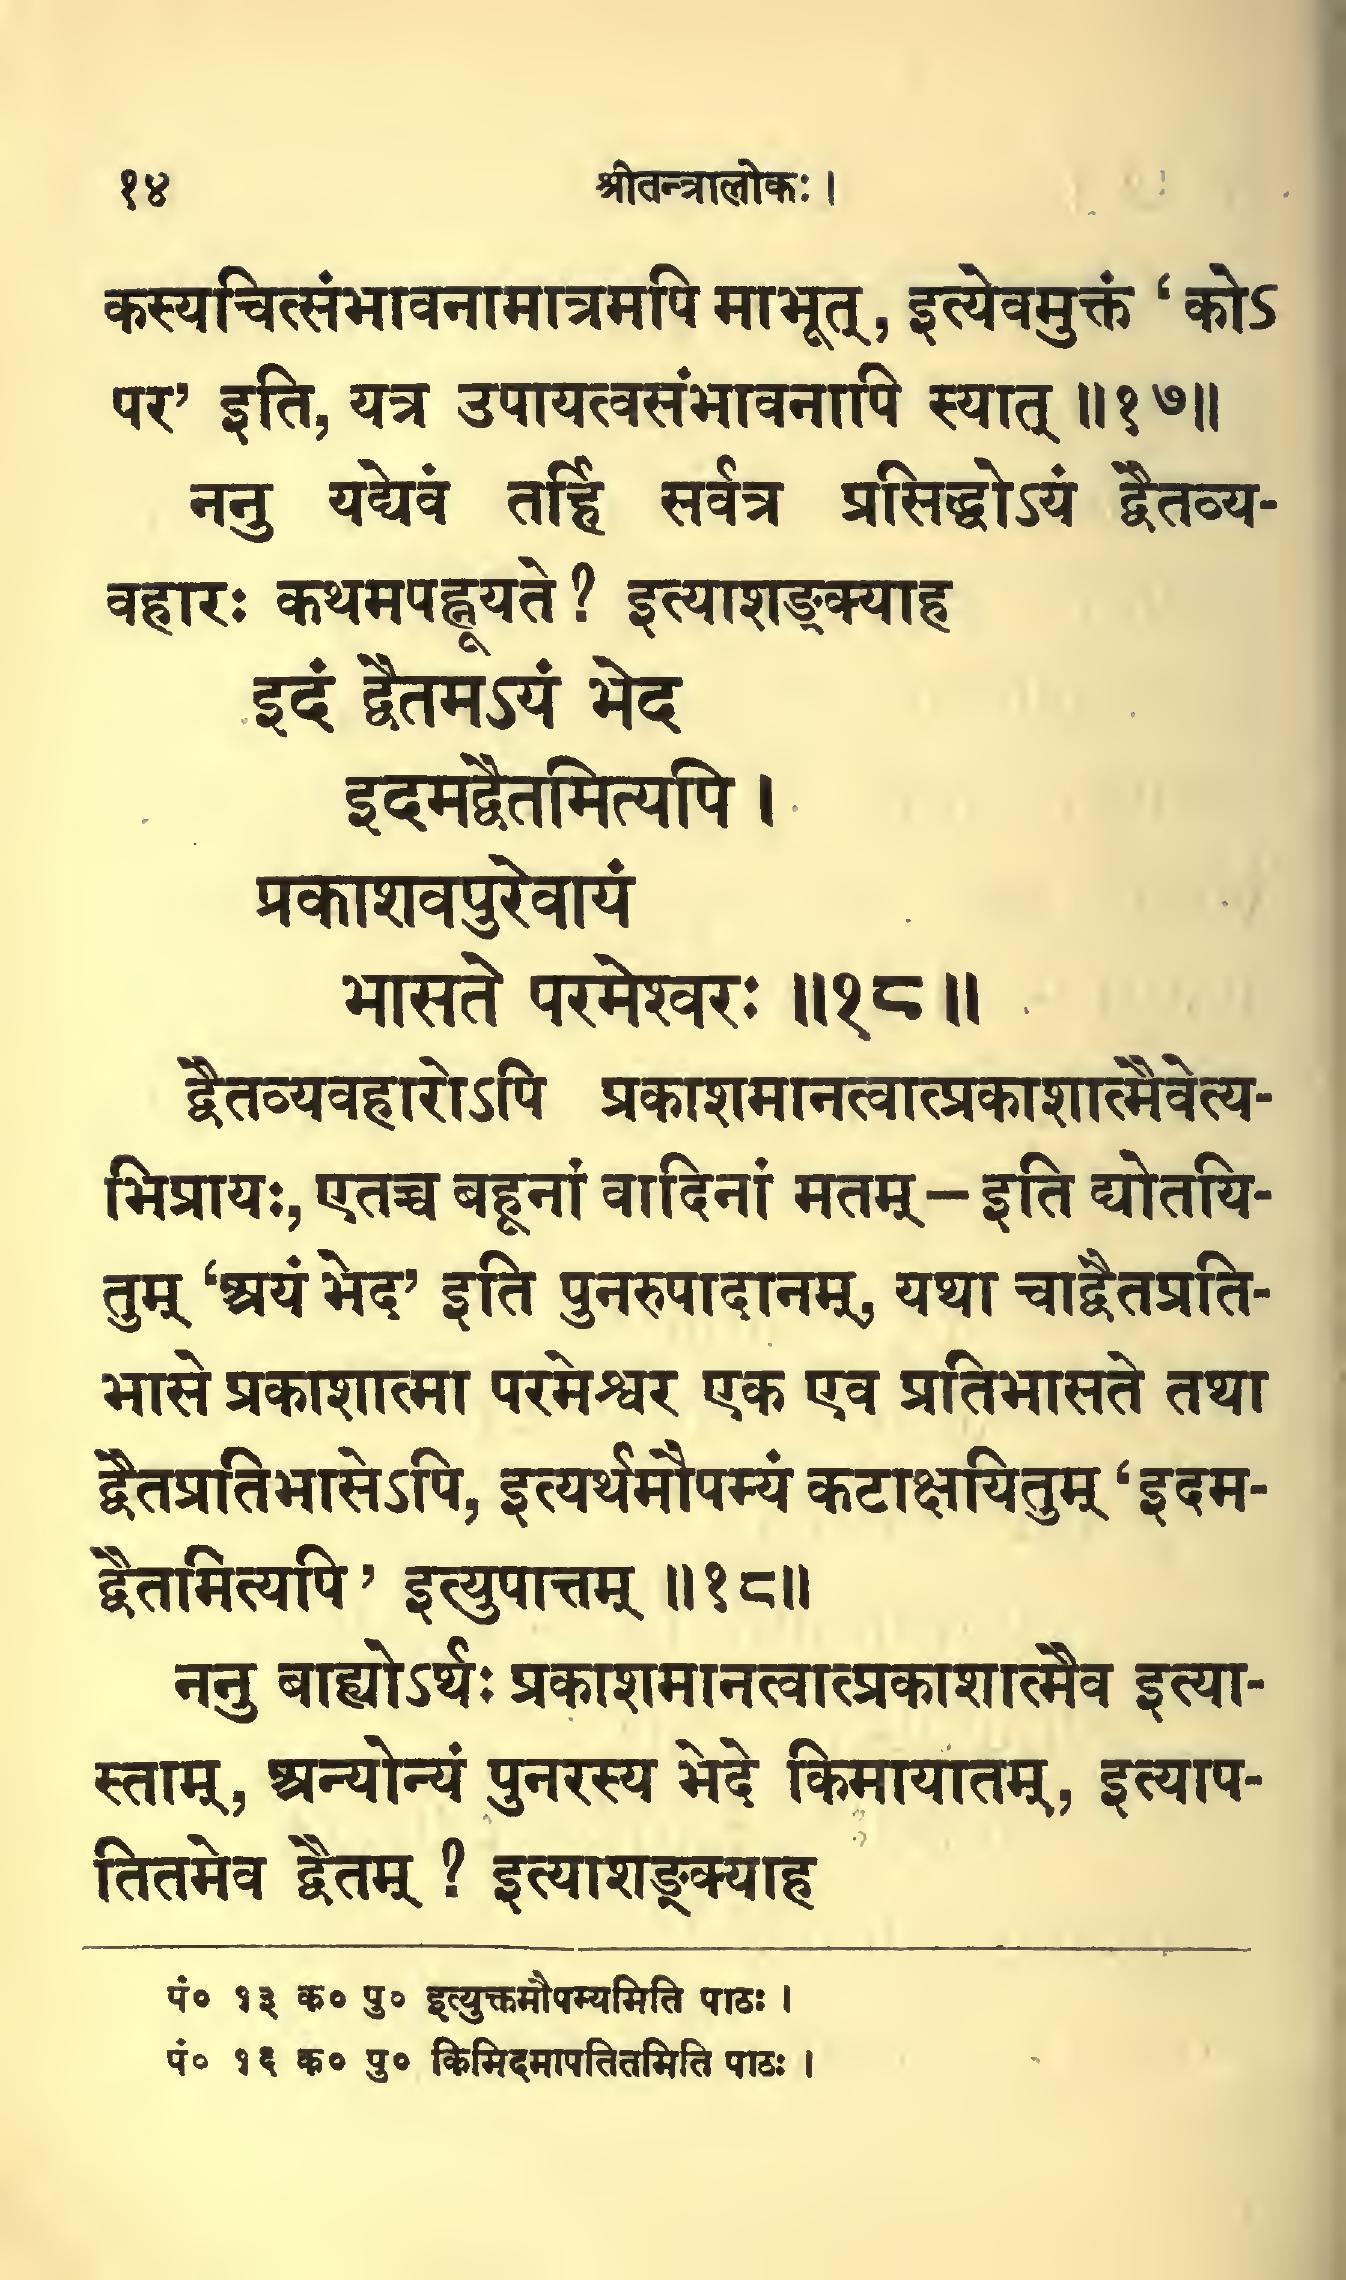 १४ श्रीतन्त्रालोकः ।
कस्यचित्संभावनामात्रमपि माभूत्, इत्येवमुक्तं ‘कोऽ
पर’ इति, यत्र उपायत्वसंभावनापि स्यात् ॥१७॥
ननु यद्येवं तर्हि सर्वत्र प्रसिद्धोऽयं द्वैतव्य-
वहारः कथमपह्नूयते ? इत्याशङ्क्याह
इदं द्वैतमऽयं भेद
इदमद्वैतमित्यपि ।
प्रकाशवपुरेवायं
भासते परमेश्वरः ॥१८॥
द्वैतव्यवहारोऽपि प्रकाशमानत्वात्प्रकाशात्मैवेत्य-
भिप्रायः, एतच्च बहूनां वादिनां मतम् – इति द्योतयि-
तुम् ‘अयं भेद’ इति पुनरुपादानम्, यथा चाद्वैतप्रति-
भासे प्रकाशात्मा परमेश्वर एक एव प्रतिभासते तथा
द्वैतप्रतिभासेऽपि, इत्यर्थमौपम्यं कटाक्षयितुम् ‘इदम-
द्वैतमित्यपि’ इत्युपात्तम् ॥१८॥
ननु बाह्योऽर्थः प्रकाशमानत्वात्प्रकाशात्मैव इत्या-
स्ताम्, अन्योन्यं पुनरस्य भेदे किमायातम्, इत्याप-
तितमेव द्वैतम् ? इत्याशङ्क्याह
पं० १३ क० पु० इत्युक्तमौपम्यमिति पाठः ।
पं० १६ क० पु० किमिदमापतितमिति पाठः ।